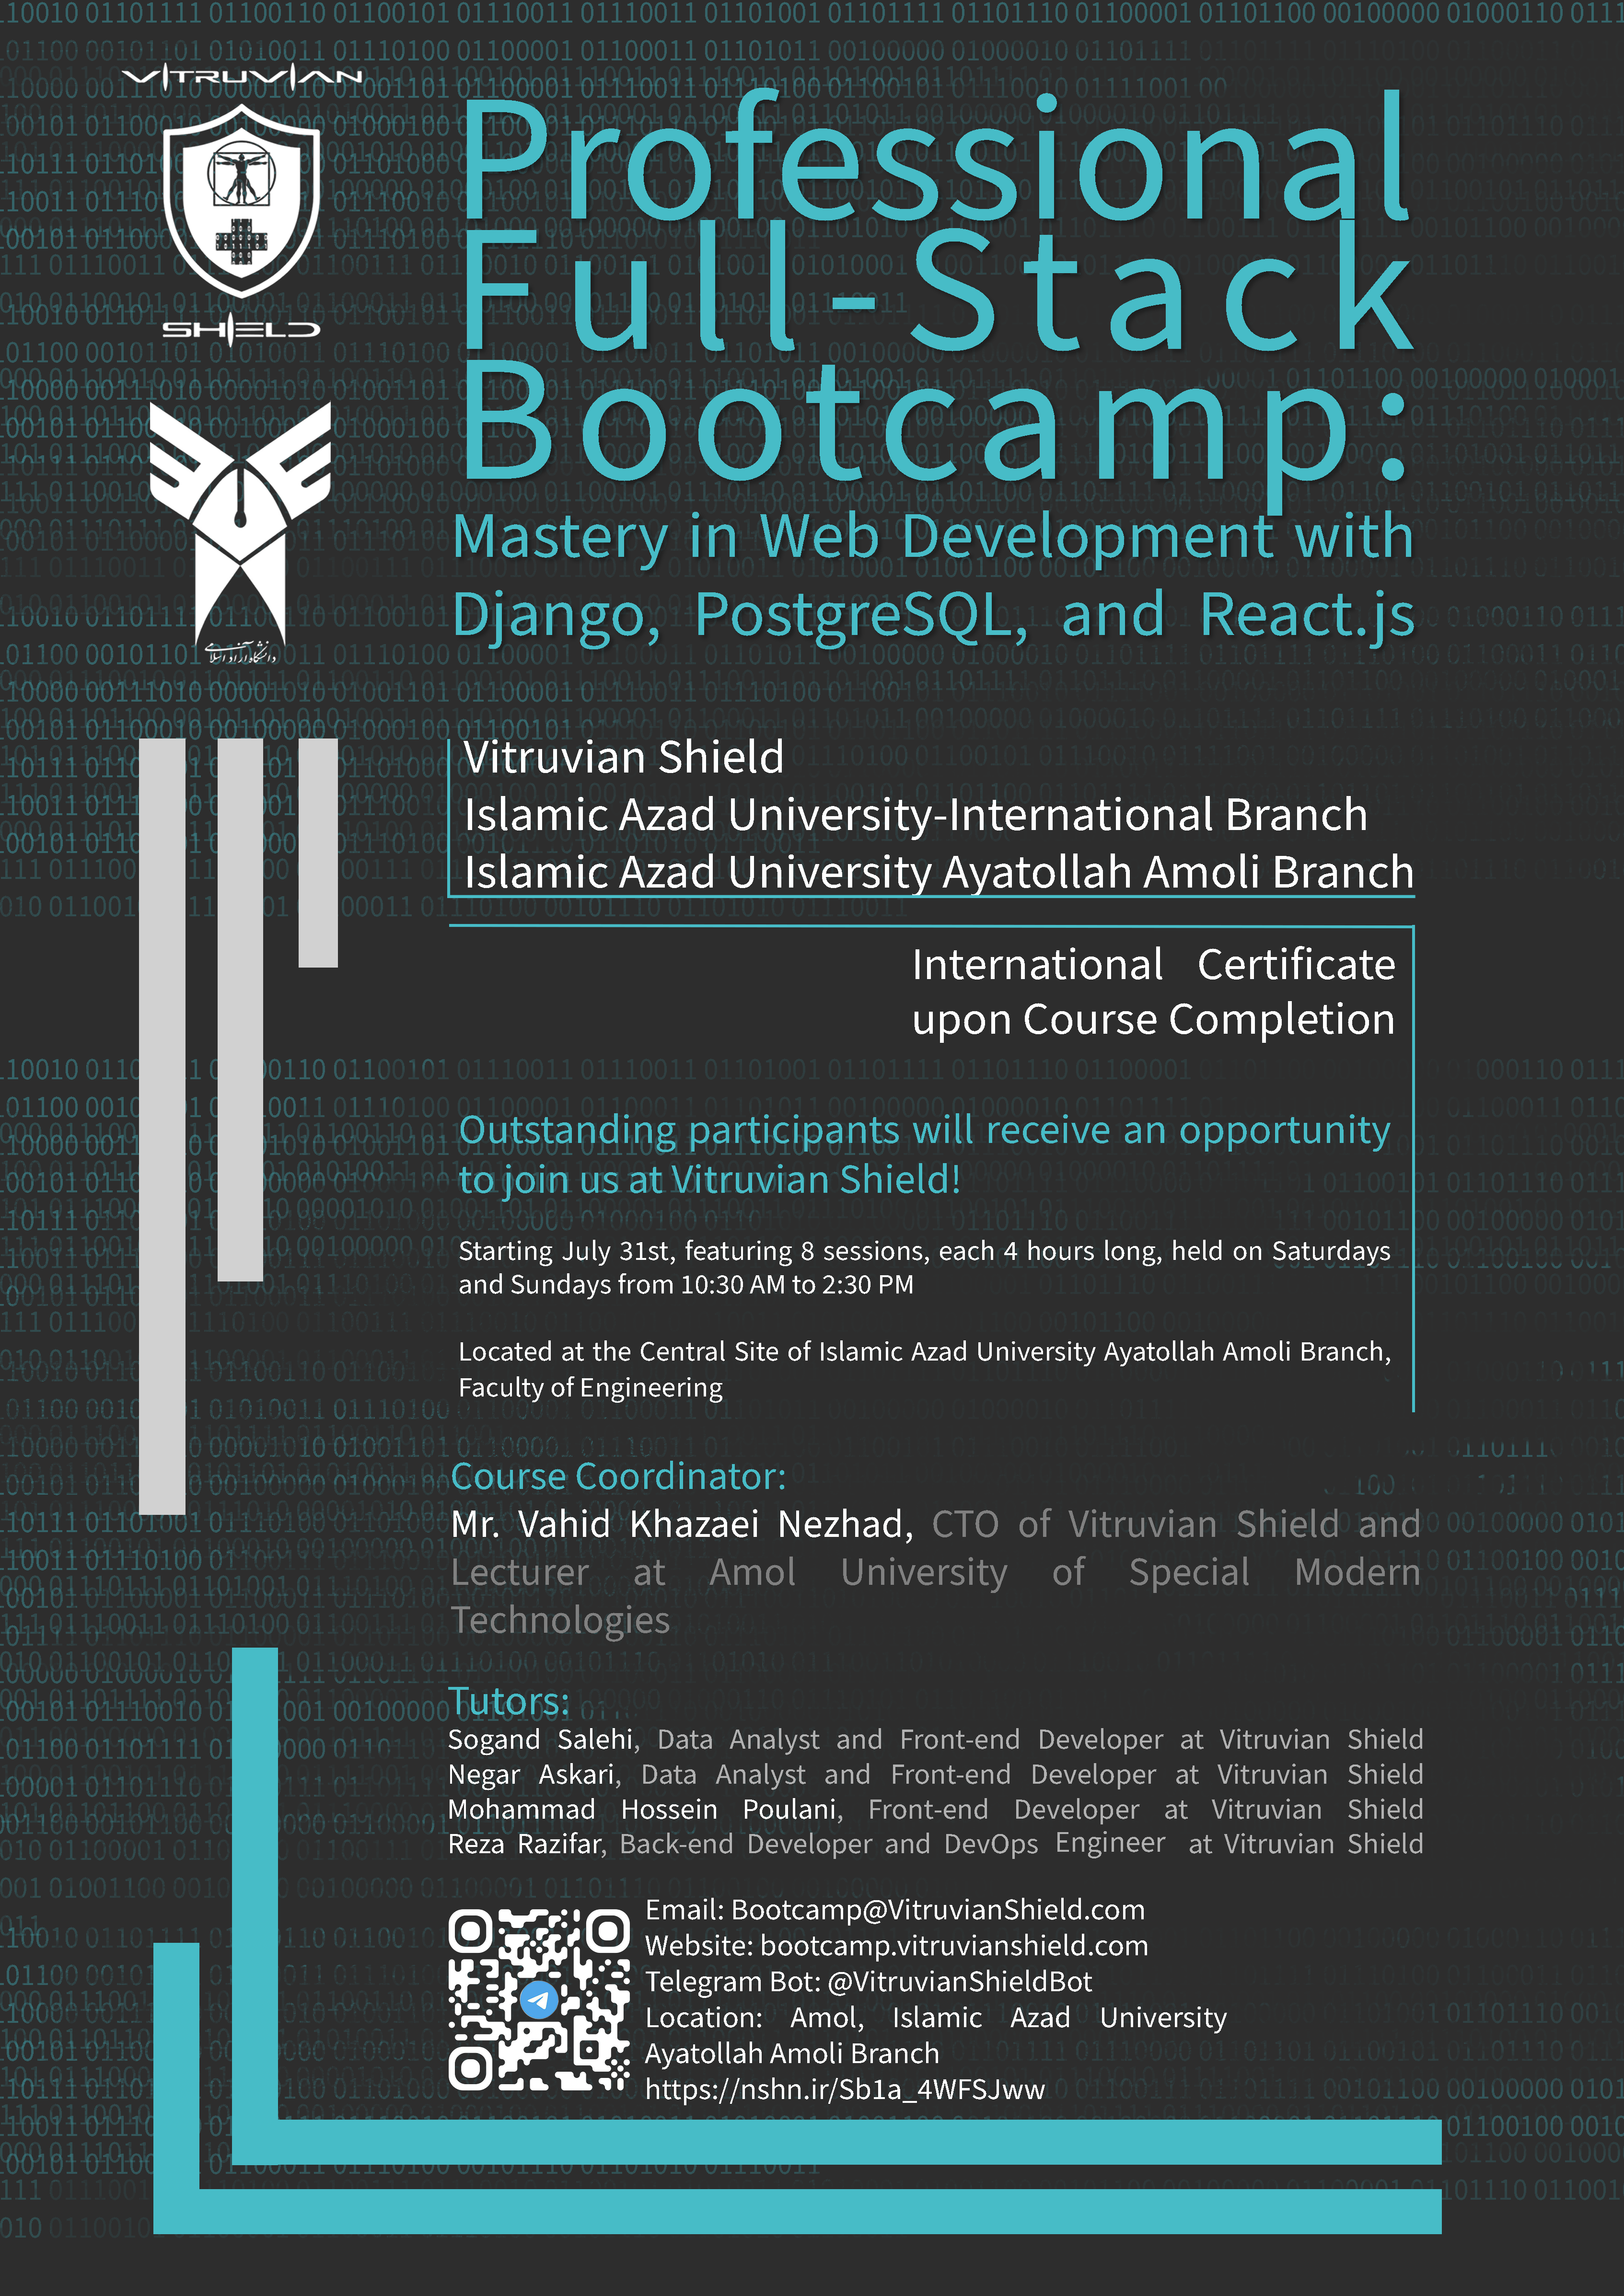 VITRUVIAN
SHIELD
دانشگاه آزاد اسلامی
Professional
Full-Stack
Bootcamp:
Mastery in Web Development with
Django, PostgreSQL, and React.js
Vitruvian Shield
Islamic Azad University-International Branch
Islamic Azad University Ayatollah Amoli Branch
International Certificate
upon Course Completion
Outstanding participants will receive an opportunity
to join us at Vitruvian Shield!
Starting July 31st, featuring 8 sessions, each 4 hours long, held on Saturdays
and Sundays from 10:30 AM to 2:30 PM
Located at the Central Site of Islamic Azad University Ayatollah Amoli Branch,
Faculty of Engineering
Course Coordinator:
Mr. Vahid Khazaei Nezhad, CTO of Vitruvian Shield and
Lecturer at Amol University of Special Modern
Technologies
Tutors:
Sogand Salehi, Data Analyst and Front-end Developer at Vitruvian Shield
Negar Askari, Data Analyst and Front-end Developer at Vitruvian Shield
Mohammad Hossein Poulani, Front-end Developer at Vitruvian Shield
Reza Razifar, Back-end Developer and DevOps Engineer at Vitruvian Shield
Email: Bootcamp@VitruvianShield.com
Website: bootcamp.vitruvianshield.com
Telegram Bot: @VitruvianShieldBot
Location: Amol, Islamic Azad University
Ayatollah Amoli Branch
https://nshn.ir/Sb1a_4WFSJww